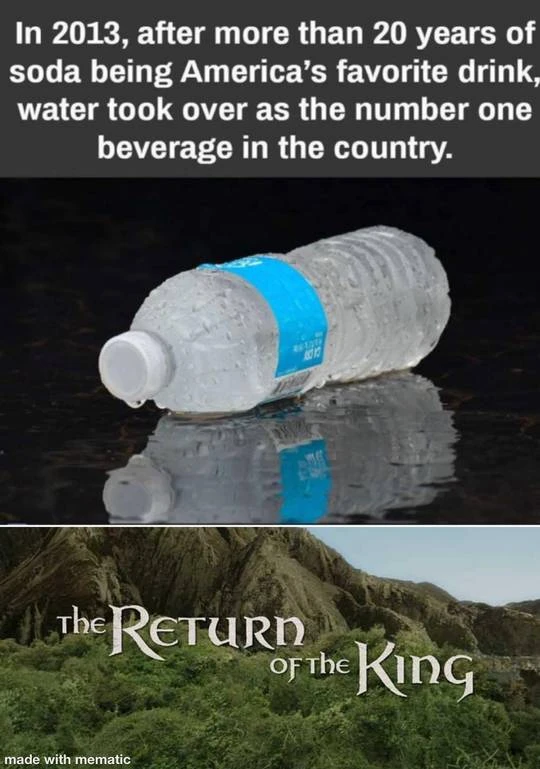 In 2013, after more than 20 years of
soda being America's favorite drink,
water took over as the number one
beverage in the country.
The Return
of the King
made with mematic